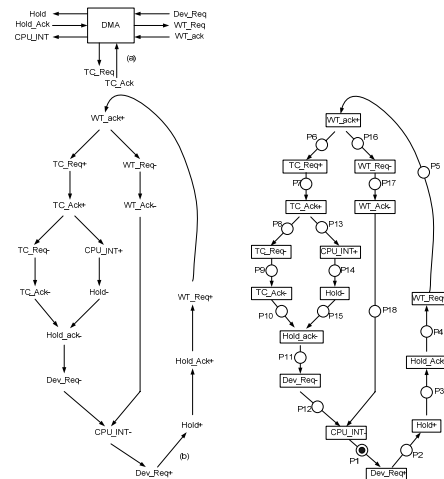 Hold
Hold_Ack
CPU_INT
DMA
Dev_Req
WT_Req
WT_ack
(a)
TC_Req
TC_Ack
WT_ack+
TC_Req+
WT_Req-
TC_Ack+
WT_Ack-
TC_Req-
CPU_INT+
TC_Ack-
Hold-
WT_Req+
Hold_ack-
Hold_Ack+
Dev_Req-
Hold+
CPU_INT-
(b)
Dev_Req+
WT_ack+
P6
P16
P5
TC_Req+
WT_Req-
P7
P17
TC_Ack+
WT_Ack-
P8
P13
TC_Req-
CPU_INT+
P9
P14
TC_Ack-
Hold-
WT_Req+
P10
P15
P18
P4
Hold_ack-
P11
Hold_Ack+
Dev_Req-
P3
P12
Hold+
CPU_INT-
P1
P2
Dev_Req+